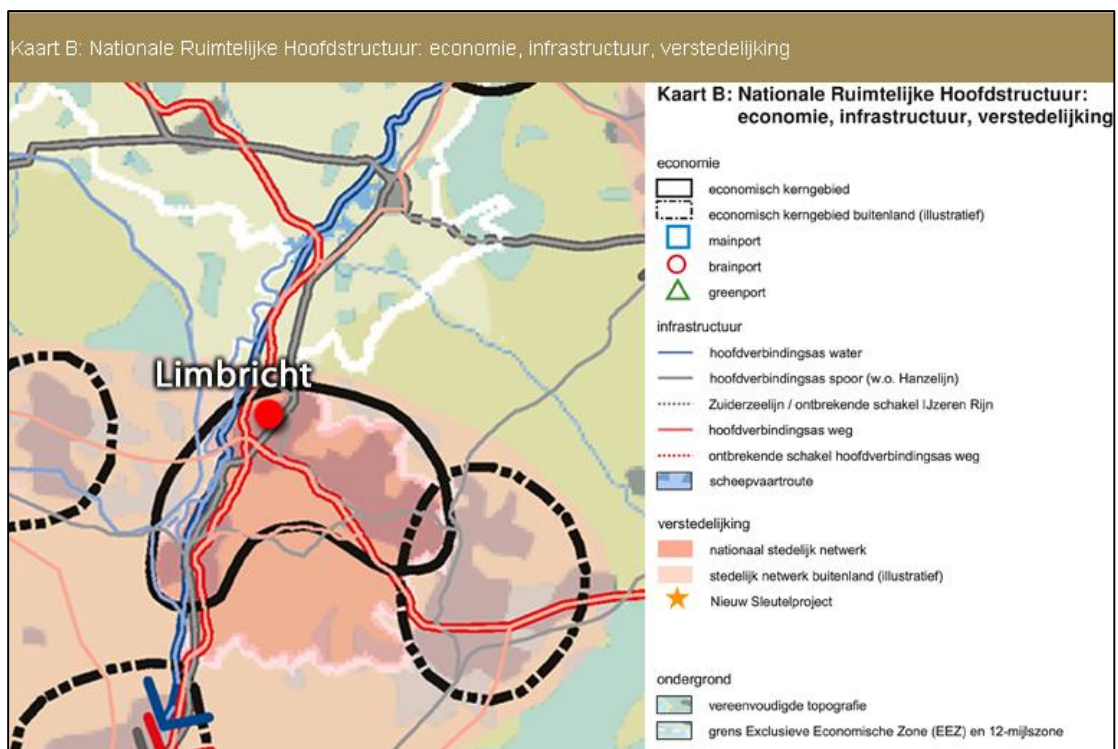 Kaart B: Nationale Ruimtelijke Hoofdstructuur: economie, infrastructuur, verstedelijking
Limbricht
Kaart B: Nationale Ruimtelijke Hoofdstructuur:
economie, infrastructuur, verstedelijking
economie
economisch kerngebied
economisch kerngebied buitenland (illustratief)
mainport
brainport
greenport
infrastructuur
hoofdverbindingsas water
hoofdverbindingsas spoor (w.o. Hanzelijn)
Zuiderzeelijn / ontbrekende schakel IJzeren Rijn
hoofdverbindingsas weg
ontbrekende schakel hoofdverbindingsas weg
scheepvaartroute
verstedelijking
nationaal stedelijk netwerk
stedelijk netwerk buitenland (illustratief)
Nieuw Sleutelproject
ondergrond
vereenvoudigde topografie
grens Exclusieve Economische Zone (EEZ) en 12-mijlszone